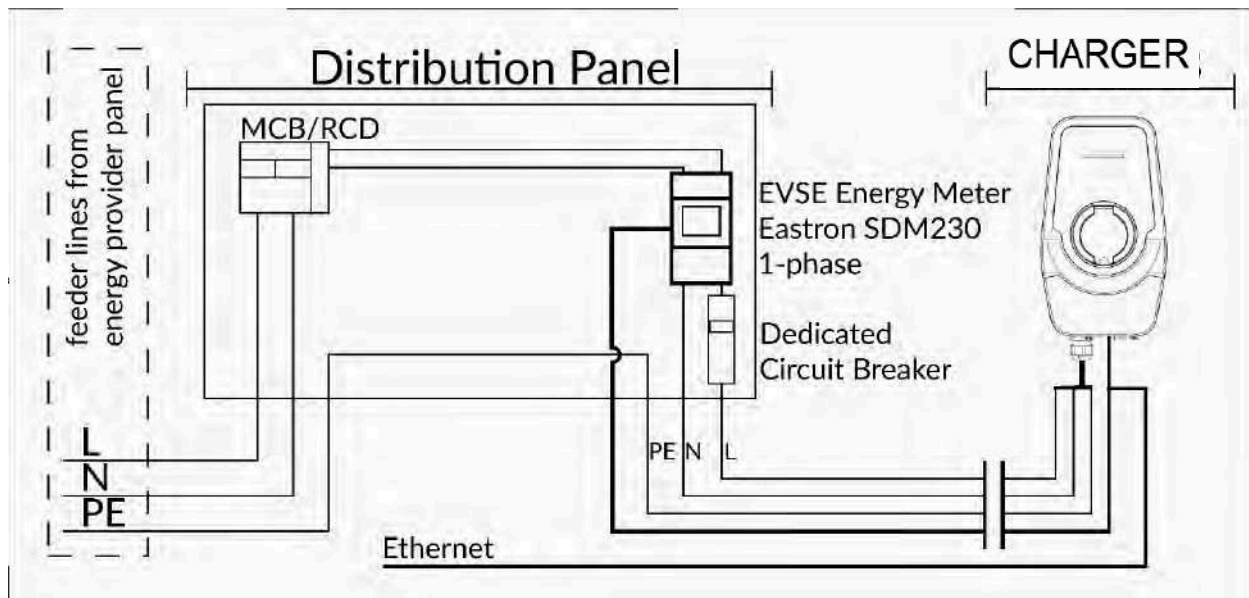 feeder lines from
energy provider panel
Distribution Panel
CHARGER
MCB/RCD
EVSE Energy Meter
Eastron SDM230
1-phase
Dedicated
Circuit Breaker
L
N
PE
PE N L
Ethernet